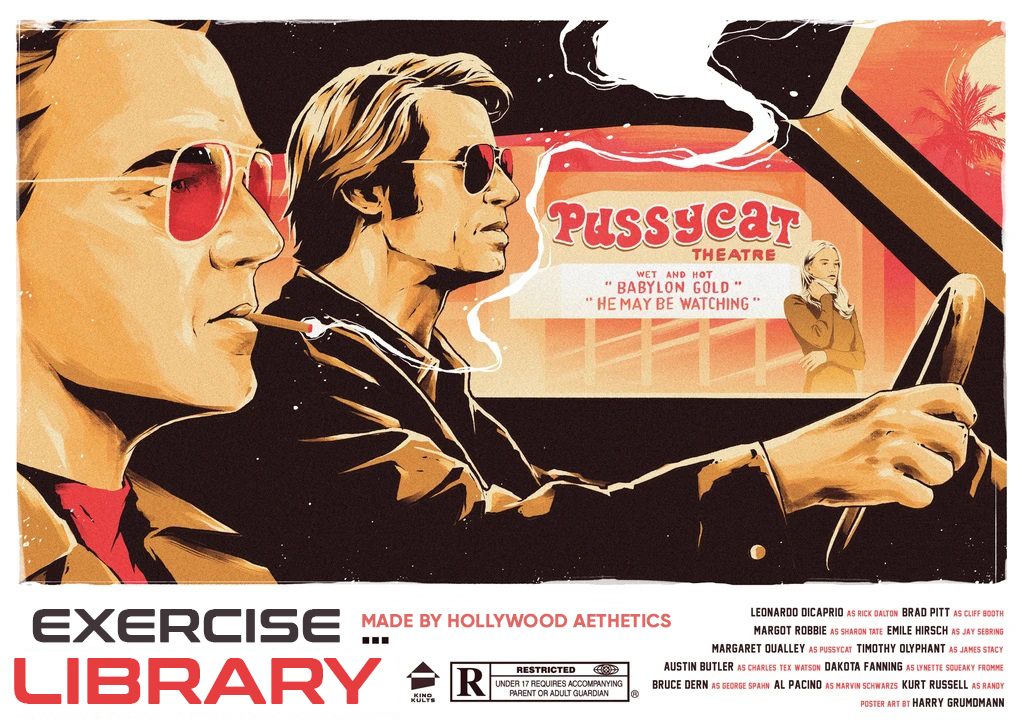 PUSSYCAT
THEATRE
WET AND HOT
"BABYLON GOLD"
"HE MAY BE WATCHING"
EXERCISE ...
LIBRARY
MADE BY HOLLYWOOD AETHETICS
KINO
KULTS
R
RESTRICTED
UNDER 17 REQUIRES ACCOMPANYING
PARENT OR ADULT GUARDIAN
®
LEONARDO DICAPRIO AS RICK DALTON BRAD PITT AS CLIFF BOOTH
MARGOT ROBBIE AS SHARON TATE EMILE HIRSCH AS JAY SEBRING
MARGARET QUALLEY AS PUSSYCAT TIMOTHY OLYPHANT AS JAMES STACY
AUSTIN BUTLER AS CHARLES TEX WATSON DAKOTA FANNING AS LYNETTE SQUEAKY FROMME
BRUCE DERN AS GEORGE SPAHN AL PACINO AS MARVIN SCHWARZS KURT RUSSELL AS RANDY
POSTER ART BY HARRY GRUMDMANN